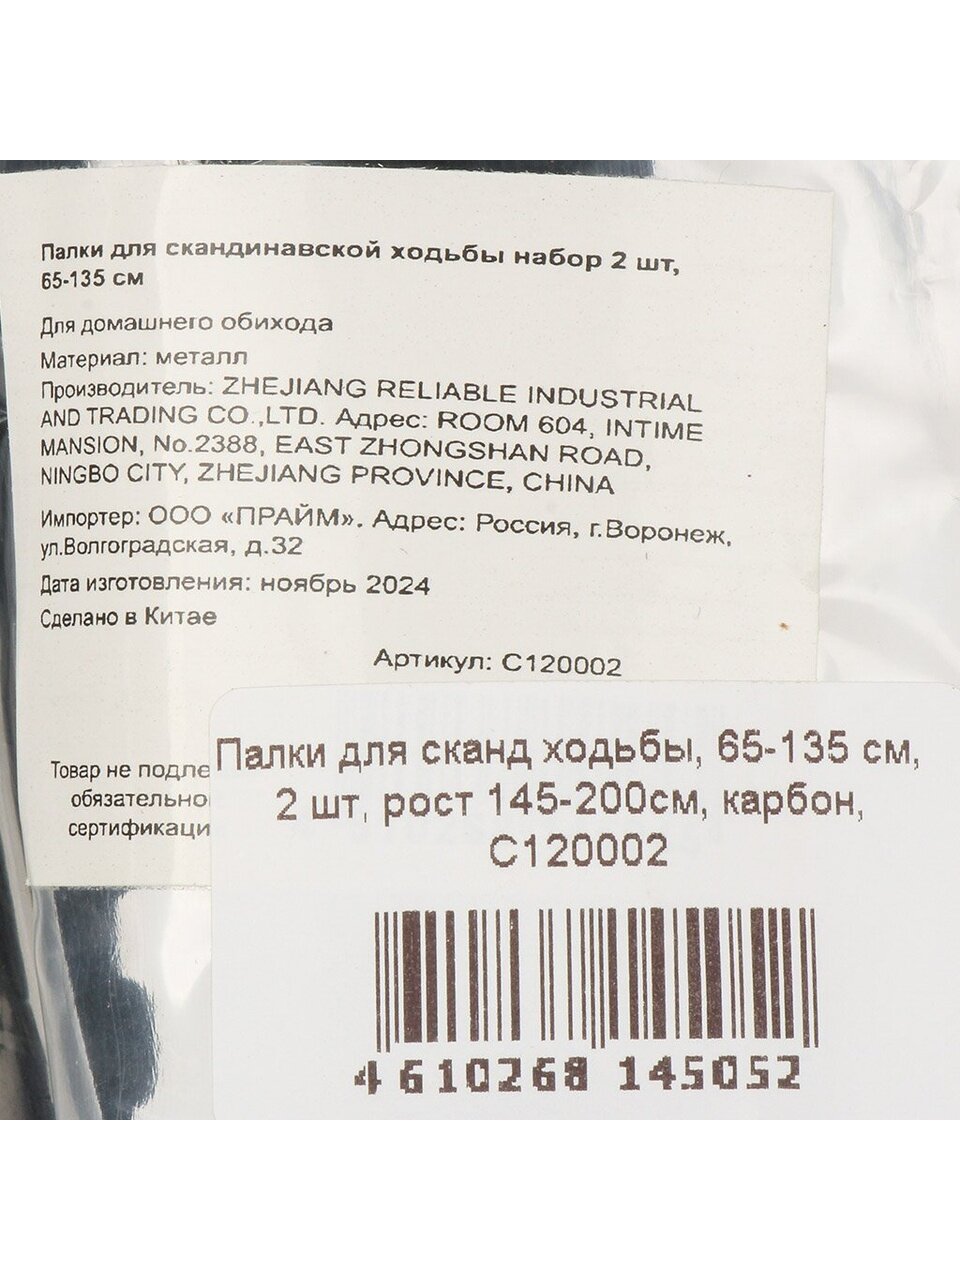 Палки для скандинавской ходьбы набор 2 шт,
65-135 см
Для домашнего обихода
Материал: металл
Производитель: ZHEJIANG RELIABLE INDUSTRIAL
AND TRADING CO.,LTD. Адрес: ROOM 604, INTIME
MANSION, No.2388, EAST ZHONGSHAN ROAD,
NINGBO CITY, ZHEJIANG PROVINCE, CHINA
Импортер: ООО «ПРАЙМ». Адрес: Россия, г.Воронеж,
ул.Волгоградская, д.32
Дата изготовления: ноябрь 2024
Сделано в Китае
Артикул: С120002
Товар не подле
обязательно
сертификаци
Палки для сканд ходьбы, 65-135 см,
2 шт, рост 145-200см, карбон,
С120002
4 610268 145052